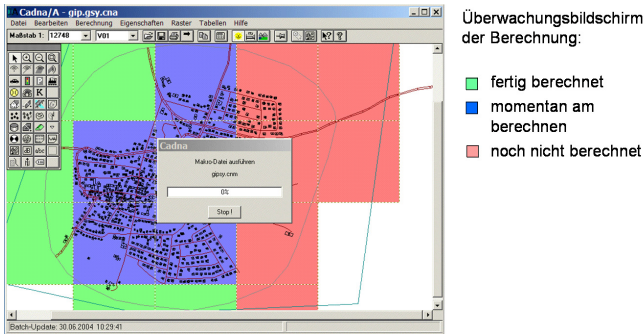 Cadna/A - gip.gsy.cna
Datei Bearbeiten Berechnung Eigenschaften Raster Tabellen Hilfe
Maßstab 1: 12748 V01
Cadna
Makro-Datei ausführen
gipsy.cnm
0%
Stop !
Batch-Update: 30.06.2004 10:29:41
Überwachungsbildschirm
der Berechnung:
fertig berechnet
momentan am
berechnen
noch nicht berechnet